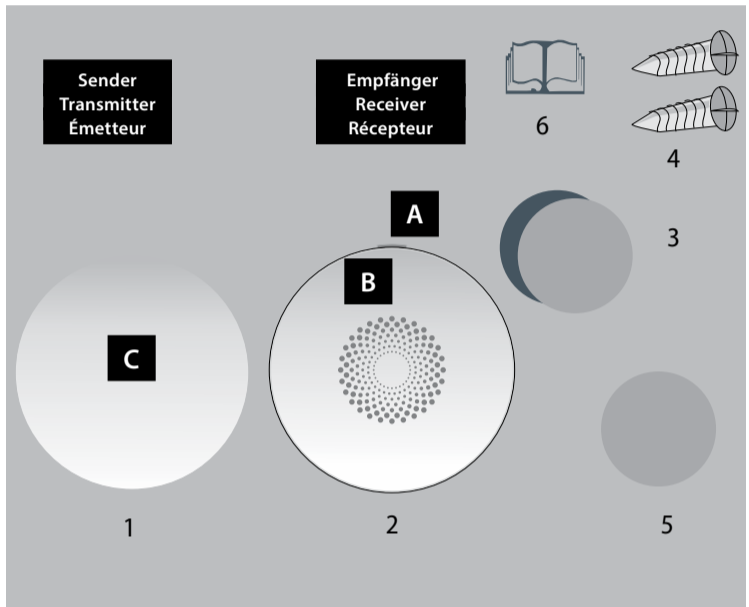 Sender
Transmitter
Émetteur
Empfänger
Receiver
Récepteur
6
4
A
3
B
C
1
2
5